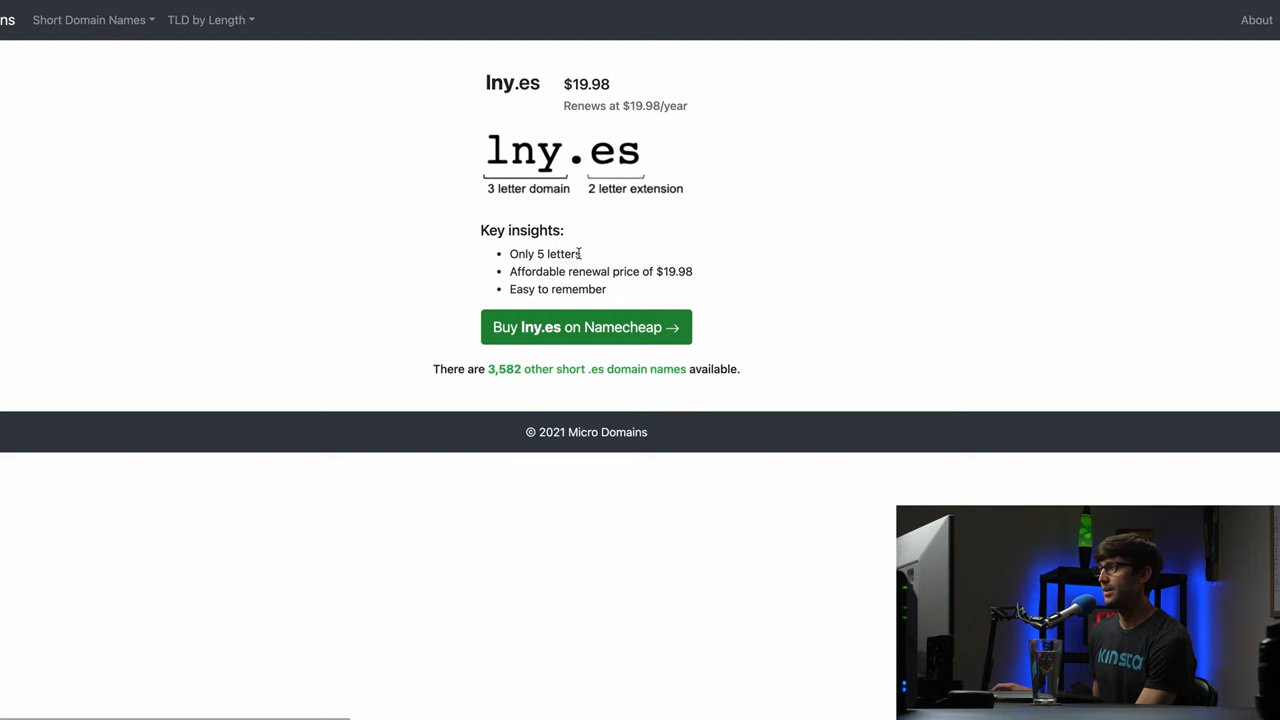 ns Short Domain Names TLD by Length About
lny.es $19.98
Renews at $19.98/year
lny.es
3 letter domain 2 letter extension
Key insights:
• Only 5 letters
• Affordable renewal price of $19.98
• Easy to remember
Buy lny.es on Namecheap →
There are 3,582 other short .es domain names available.
© 2021 Micro Domains
KINSTA